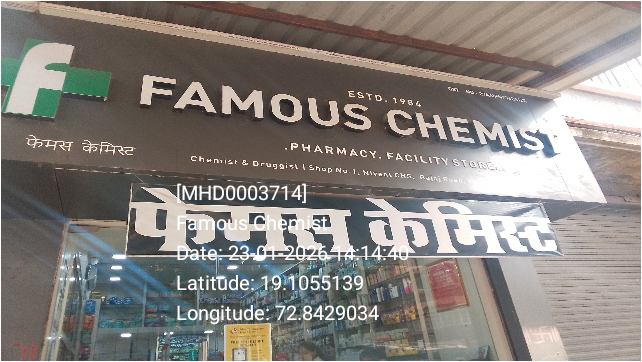 f
ESTD. 1984
FAMOUS CHEMIST
.PHARMACY. FACILITY STORE.
Chemist & Druggist | Shop No. 1, Nivant CHS,
फेमस केमिस्ट
फेमस केमिस्ट
[MHD0003714]
Famous Chemist
Date: 23-01-2026 14:14:40
Latitude: 19.1055139
Longitude: 72.8429034